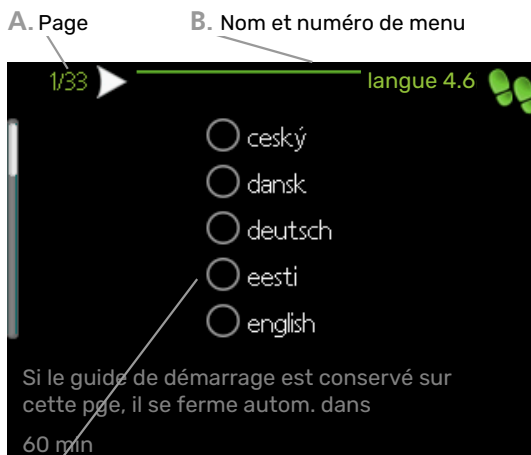 A. Page
B. Nom et numéro de menu
1/33
langue 4.6
ceský
dansk
deutsch
eesti
english
Si le guide de démarrage est conservé sur
cette pge, il se ferme autom. dans
60 min